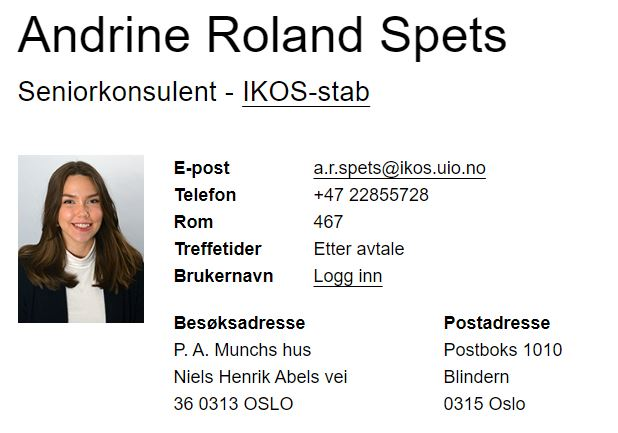 Andrine Roland Spets
Seniorkonsulent - IKOS-stab
E-post a.r.spets@ikos.uio.no
Telefon +47 22855728
Rom 467
Treffetider Etter avtale
Brukernavn Logg inn
Besøksadresse
P. A. Munchs hus
Niels Henrik Abels vei
36 0313 OSLO
Postadresse
Postboks 1010
Blindern
0315 Oslo